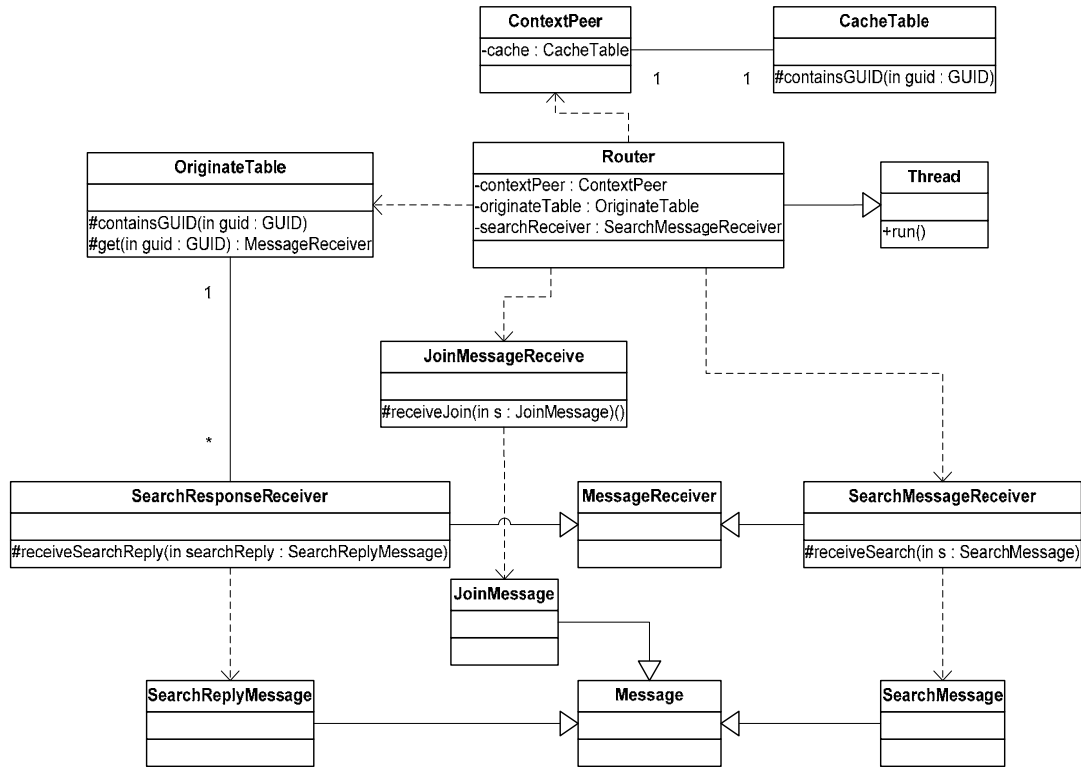 ContextPeer
-cache : CacheTable
CacheTable
#containsGUID(in guid : GUID)
1
1
OriginateTable
#containsGUID(in guid : GUID)
#get(in guid : GUID) : MessageReceiver
Router
-contextPeer : ContextPeer
-originateTable : OriginateTable
-searchReceiver : SearchMessageReceiver
Thread
+run()
1
JoinMessageReceive
#receiveJoin(in s : JoinMessage)()
*
SearchResponseReceiver
#receiveSearchReply(in searchReply : SearchReplyMessage)
MessageReceiver
SearchMessageReceiver
#receiveSearch(in s : SearchMessage)
JoinMessage
SearchReplyMessage
Message
SearchMessage